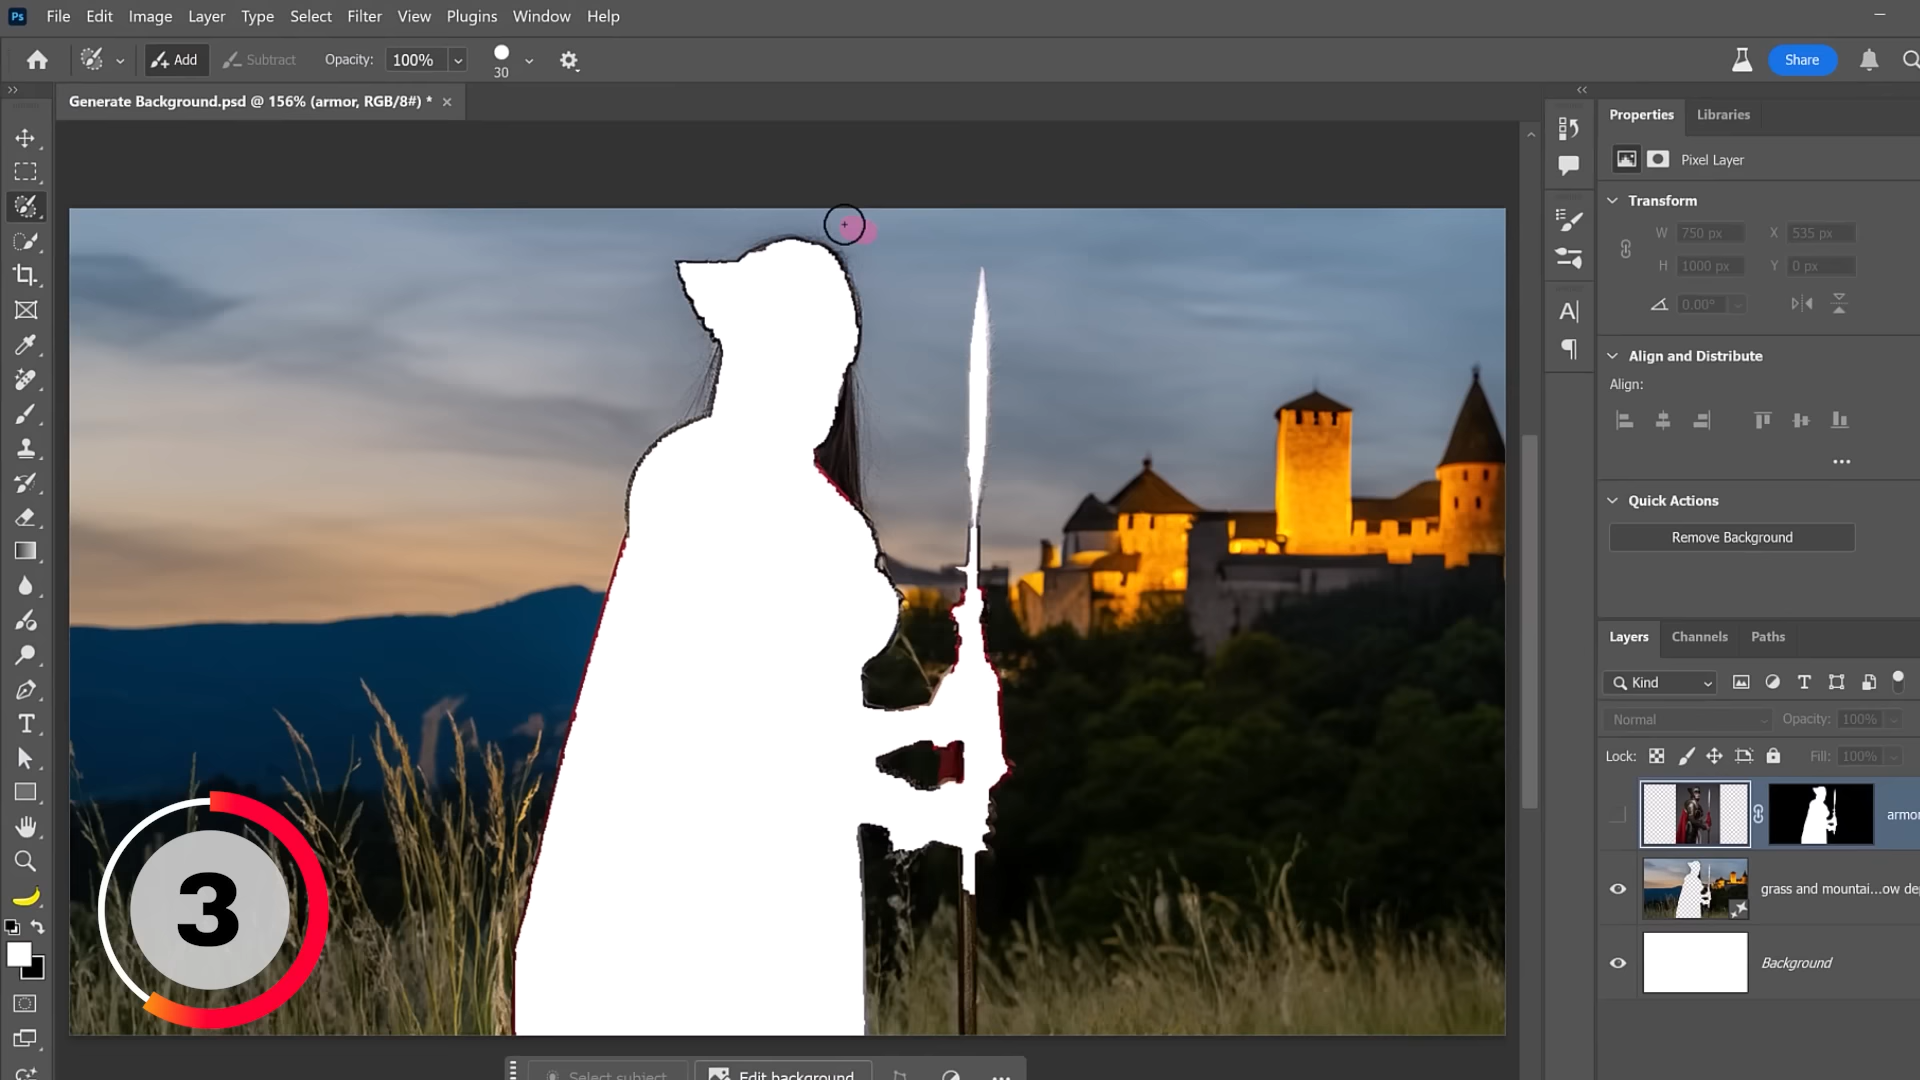 Ps File Edit Image Layer Type Select Filter View Plugins Window Help
Add Subtract Opacity: 100% 30 Share
Generate Background.psd @ 156% (armor, RGB/8#) *
Properties Libraries
Pixel Layer
Transform
W 750 px X 535 px
H 1000 px Y 0 px
0.00°
Align and Distribute
Align:
Quick Actions
Remove Background
Layers Channels Paths
Kind
Normal Opacity: 100%
Lock: Fill: 100%
armor
grass and mountai...ow de
Background
3
Select subject Edit background